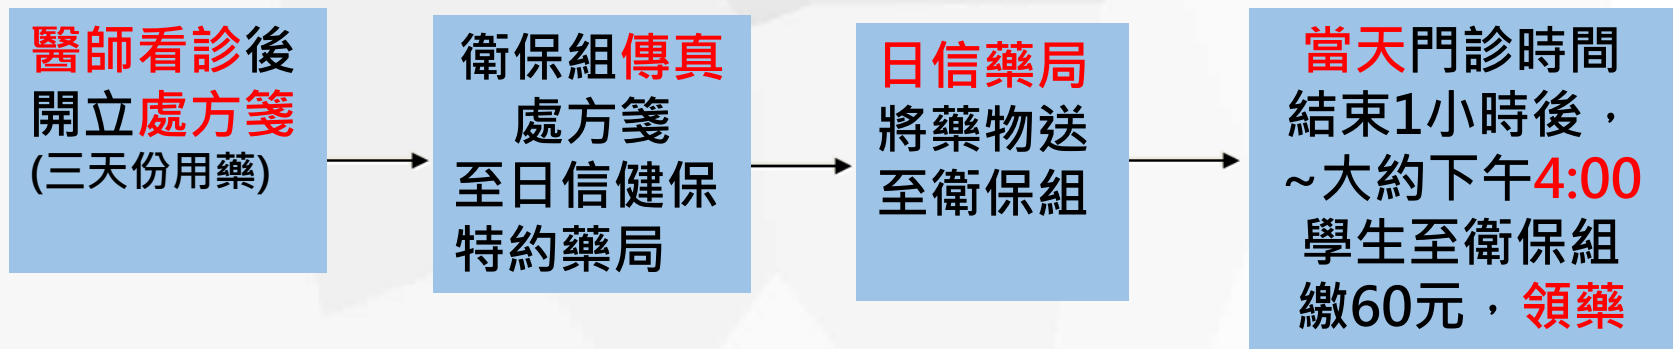 醫師看診後
開立處方箋
(三天份用藥)
衛保組傳真
處方箋
至日信健保
特約藥局
日信藥局
將藥物送
至衛保組
當天門診時間
結束1小時後，
~大約下午4:00
學生至衛保組
繳60元，領藥